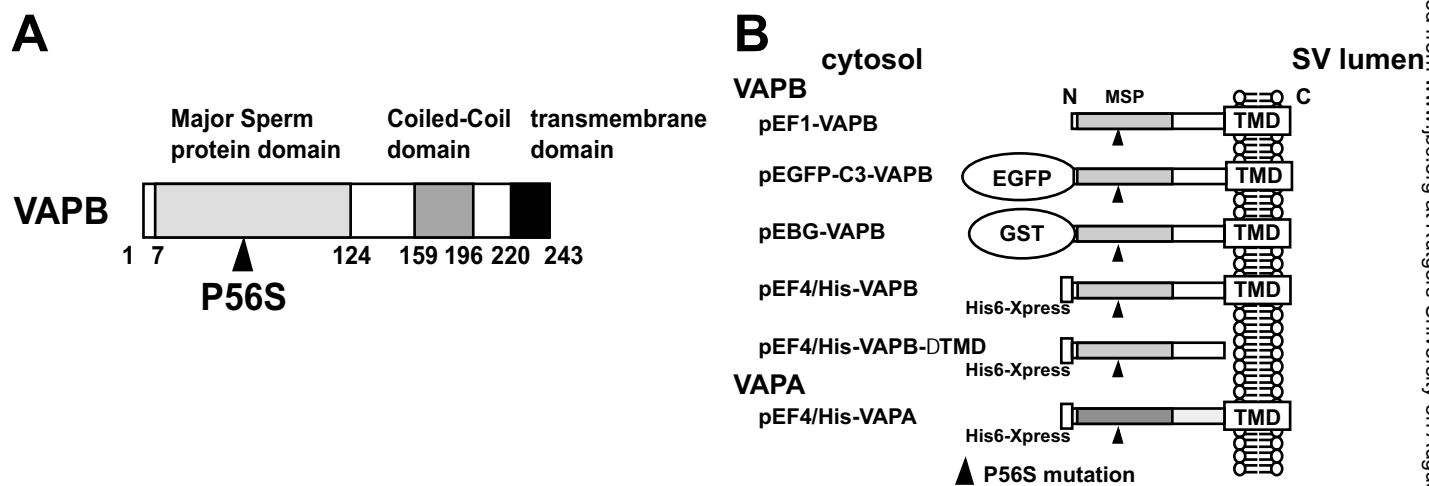 A
Major Sperm
protein domain
Coiled-Coil
domain
transmembrane
domain
VAPB
1 7 124 159 196 220 243
P56S
B
cytosol
SV lumen
VAPB
N MSP C
pEF1-VAPB
TMD
pEGFP-C3-VAPB
EGFP
TMD
pEBG-VAPB
GST
TMD
pEF4/His-VAPB
His6-Xpress
TMD
pEF4/His-VAPB-DTMD
His6-Xpress
VAPA
pEF4/His-VAPA
His6-Xpress
TMD
P56S mutation